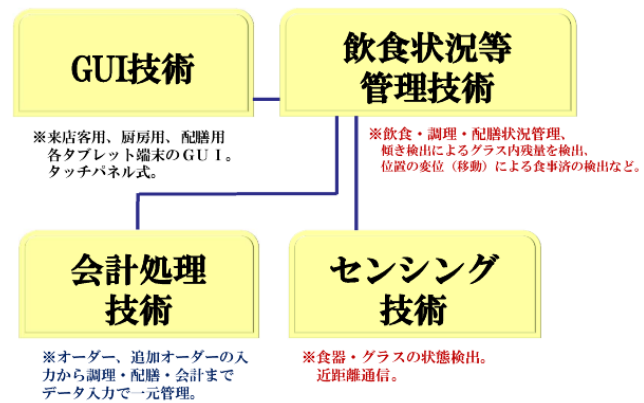 GUI技術
飲食状況等
管理技術
※来店客用、厨房用、配膳用
各タブレット端末のＧＵＩ。
タッチパネル式。
※飲食・調理・配膳状況管理、
傾き検出によるグラス内残量を検出、
位置の変位（移動）による食事済の検出など。
会計処理
技術
センシング
技術
※オーダー、追加オーダーの入
力から調理・配膳・会計まで
データ入力で一元管理。
※食器・グラスの状態検出。
近距離通信。